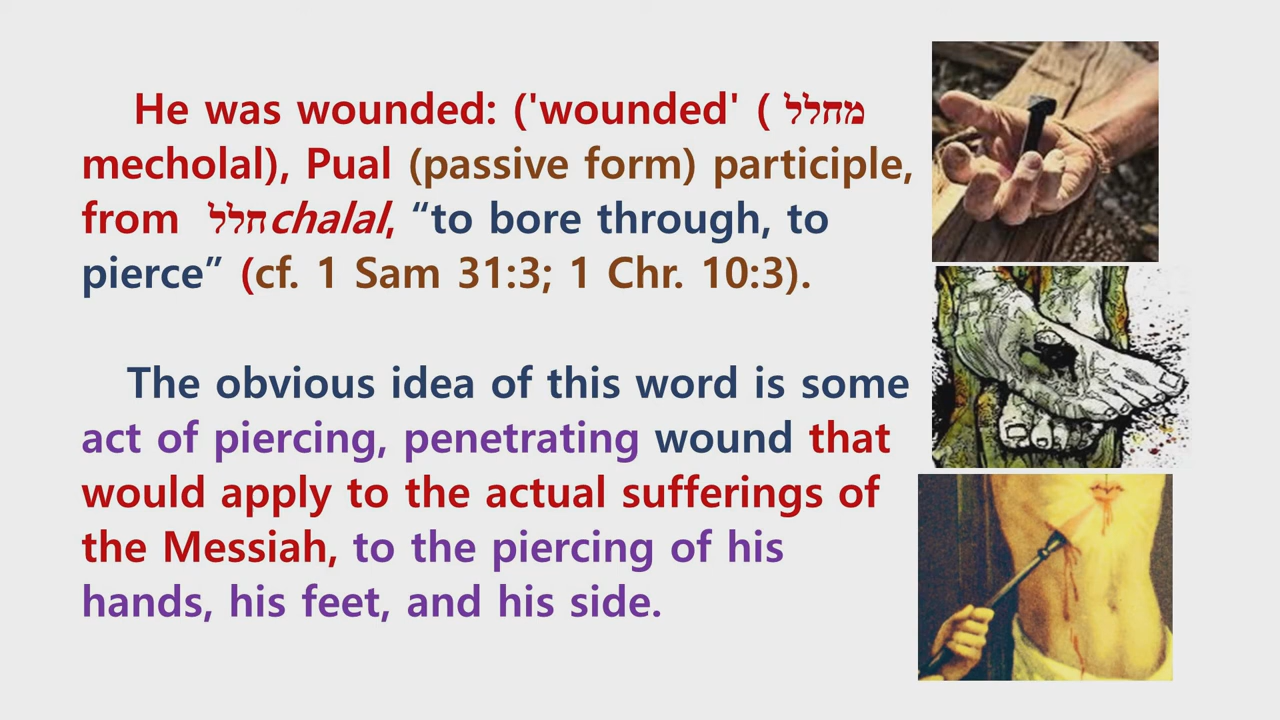 He was wounded: ('wounded' ( מחלל
mecholal), Pual (passive form) participle,
from חלל chalal, “to bore through, to
pierce” (cf. 1 Sam 31:3; 1 Chr. 10:3).
The obvious idea of this word is some
act of piercing, penetrating wound that
would apply to the actual sufferings of
the Messiah, to the piercing of his
hands, his feet, and his side.